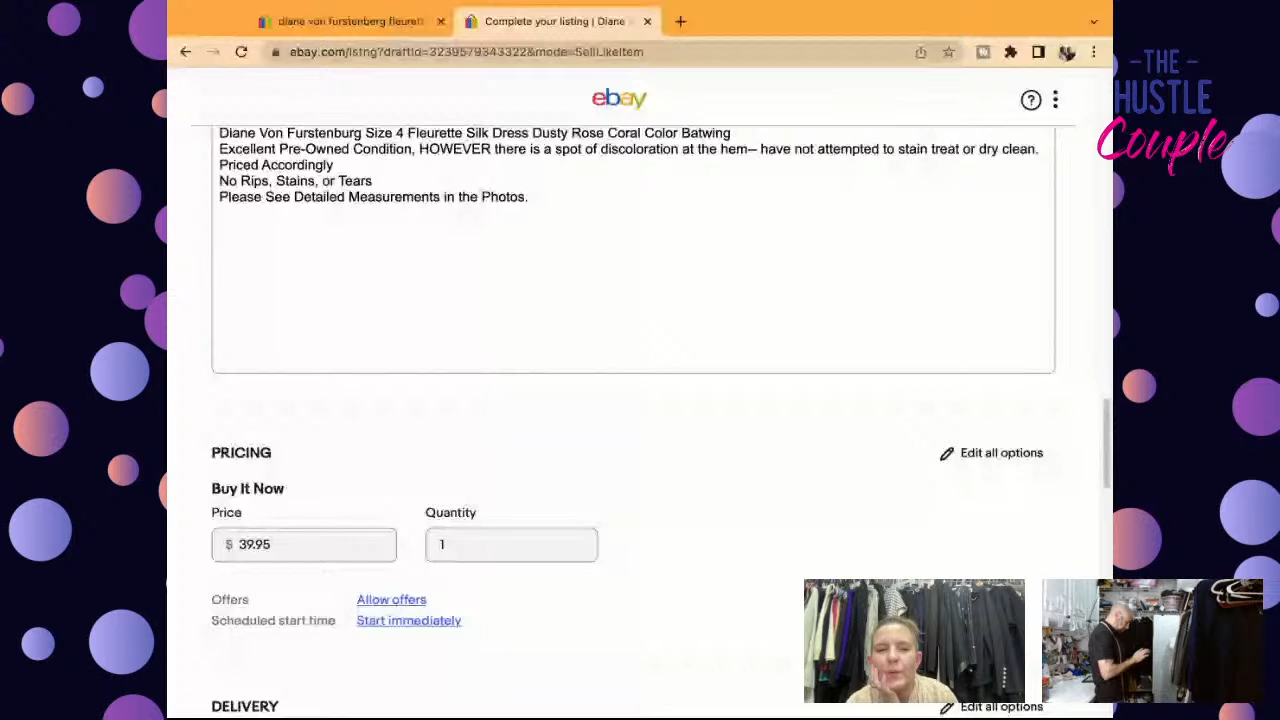 diane von furstenberg fleurett
Complete your listing | Diane
ebay.com/lstng?draftId=3239579343322&mode=SellLikeItem
-THE-
HUSTLE
Couple
ebay
Diane Von Furstenburg Size 4 Fleurette Silk Dress Dusty Rose Coral Color Batwing
Excellent Pre-Owned Condition, HOWEVER there is a spot of discoloration at the hem-- have not attempted to stain treat or dry clean.
Priced Accordingly
No Rips, Stains, or Tears
Please See Detailed Measurements in the Photos.
PRICING
Edit all options
Buy It Now
Price
Quantity
$ 39.95
1
Offers
Allow offers
Scheduled start time
Start immediately
DELIVERY
Edit all options